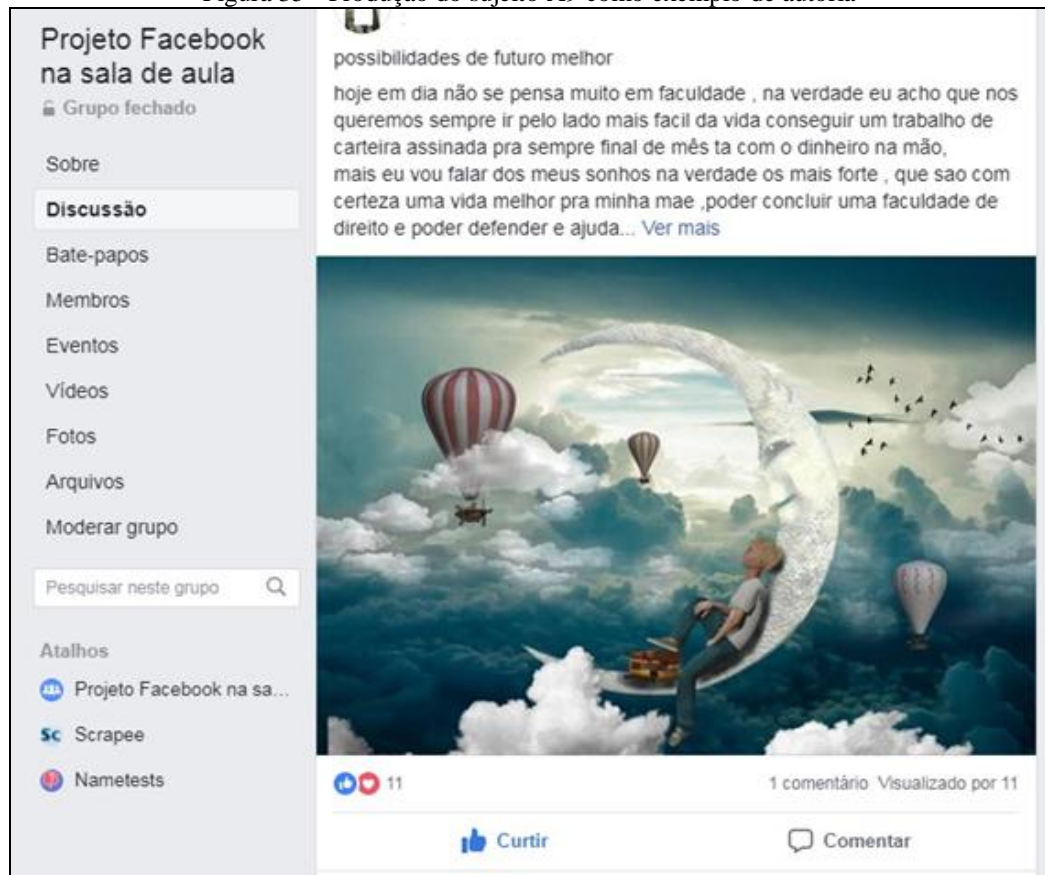 Projeto Facebook
na sala de aula
Grupo fechado
Sobre
Discussão
Bate-papos
Membros
Eventos
Vídeos
Fotos
Arquivos
Moderar grupo
Pesquisar neste grupo
Atalhos
Projeto Facebook na sa...
Sc Scrapee
Nametests
possibilidades de futuro melhor
hoje em dia não se pensa muito em faculdade , na verdade eu acho que nos
queremos sempre ir pelo lado mais facil da vida conseguir um trabalho de
carteira assinada pra sempre final de mês ta com o dinheiro na mão,
mais eu vou falar dos meus sonhos na verdade os mais forte , que sao com
certeza uma vida melhor pra minha mae ,poder concluir uma faculdade de
direito e poder defender e ajuda... Ver mais
11
1 comentário Visualizado por 11
Curtir
Comentar